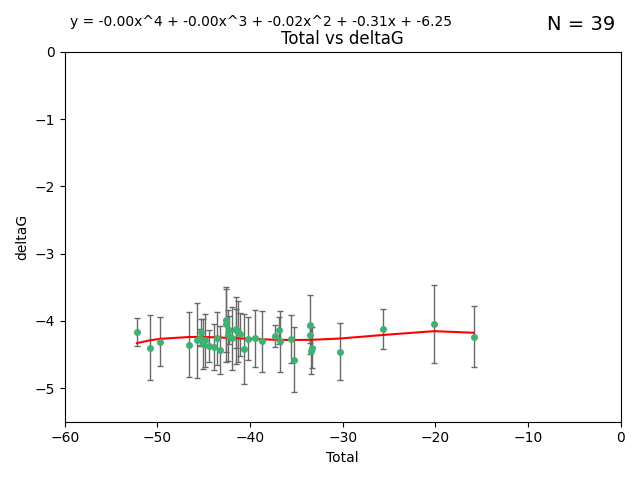 y = -0.00x^4 + -0.00x^3 + -0.02x^2 + -0.31x + -6.25
N = 39
Total vs deltaG
0
−1
−2
−3
−4
−5
deltaG
−60 −50 −40 −30 −20 −10 0
Total